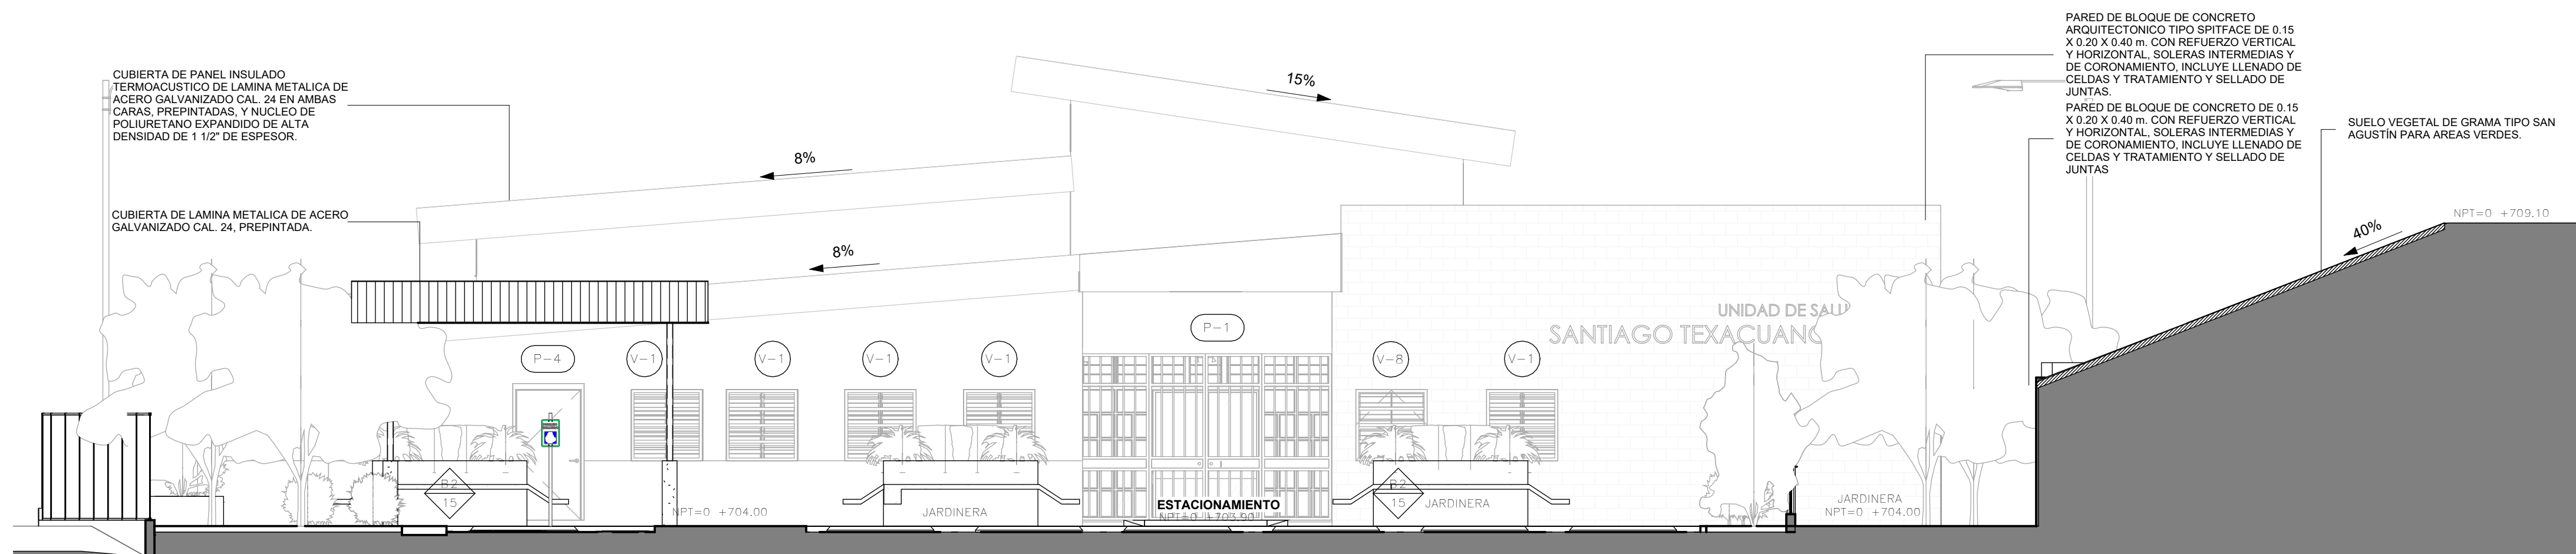 CUBIERTA DE PANEL INSULADO
TERMOACUSTICO DE LAMINA METALICA DE
ACERO GALVANIZADO CAL. 24 EN AMBAS
CARAS, PREPINTADAS, Y NUCLEO DE
POLIURETANO EXPANDIDO DE ALTA
DENSIDAD DE 1 1/2" DE ESPESOR.
CUBIERTA DE LAMINA METALICA DE ACERO
GALVANIZADO CAL. 24, PREPINTADA.
8%
8%
15%
PARED DE BLOQUE DE CONCRETO
ARQUITECTONICO TIPO SPITFACE DE 0.15
X 0.20 X 0.40 m. CON REFUERZO VERTICAL
Y HORIZONTAL, SOLERAS INTERMEDIAS Y
DE CORONAMIENTO, INCLUYE LLENADO DE
CELDAS Y TRATAMIENTO Y SELLADO DE
JUNTAS.
PARED DE BLOQUE DE CONCRETO DE 0.15
X 0.20 X 0.40 m. CON REFUERZO VERTICAL
Y HORIZONTAL, SOLERAS INTERMEDIAS Y
DE CORONAMIENTO, INCLUYE LLENADO DE
CELDAS Y TRATAMIENTO Y SELLADO DE
JUNTAS
SUELO VEGETAL DE GRAMA TIPO SAN
AGUSTÍN PARA AREAS VERDES.
NPT=0 +709.10
40%
UNIDAD DE SALU
SANTIAGO TEXACUANG
P-4
V-1
V-1
V-1
V-1
P-1
V-8
V-1
B2
15
NPT=0 +704.00
JARDINERA
ESTACIONAMIENTO
NPT=0 +703.90
B2
15
JARDINERA
JARDINERA
NPT=0 +704.00